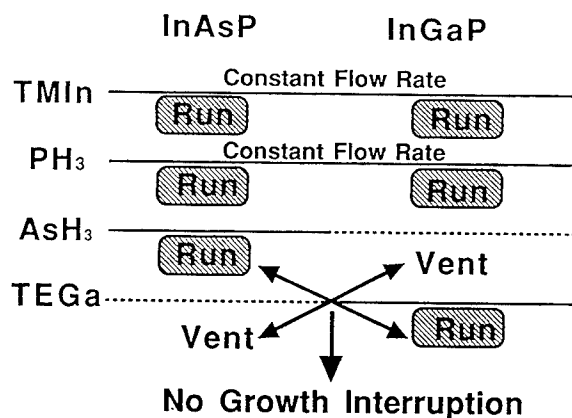 InAsP InGaP
TMIn Constant Flow Rate
Run Run
PH₃ Constant Flow Rate
Run Run
AsH₃
Run Vent
TEGa
Vent Run
No Growth Interruption